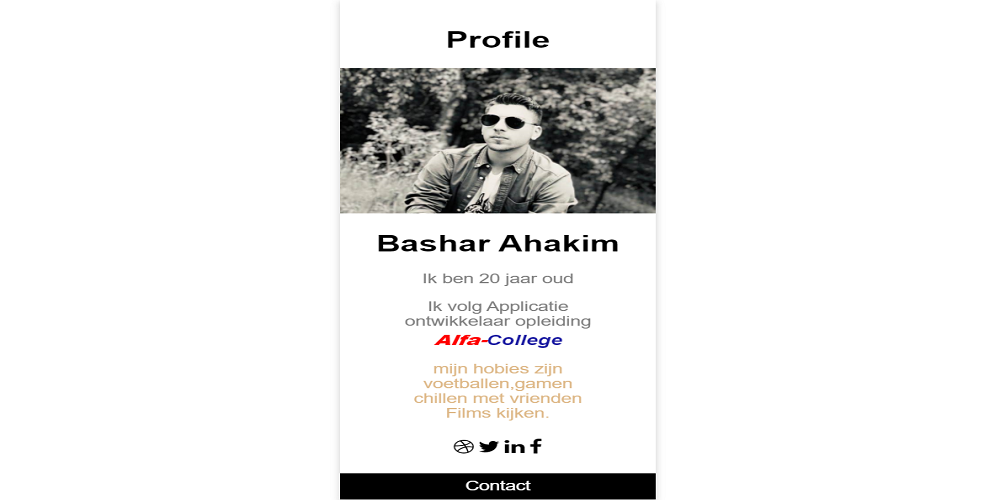 Profile
Bashar Ahakim
Ik ben 20 jaar oud
Ik volg Applicatie
ontwikkelaar opleiding
Alfa-College
mijn hobies zijn
voetballen,gamen
chillen met vrienden
Films kijken.
Contact